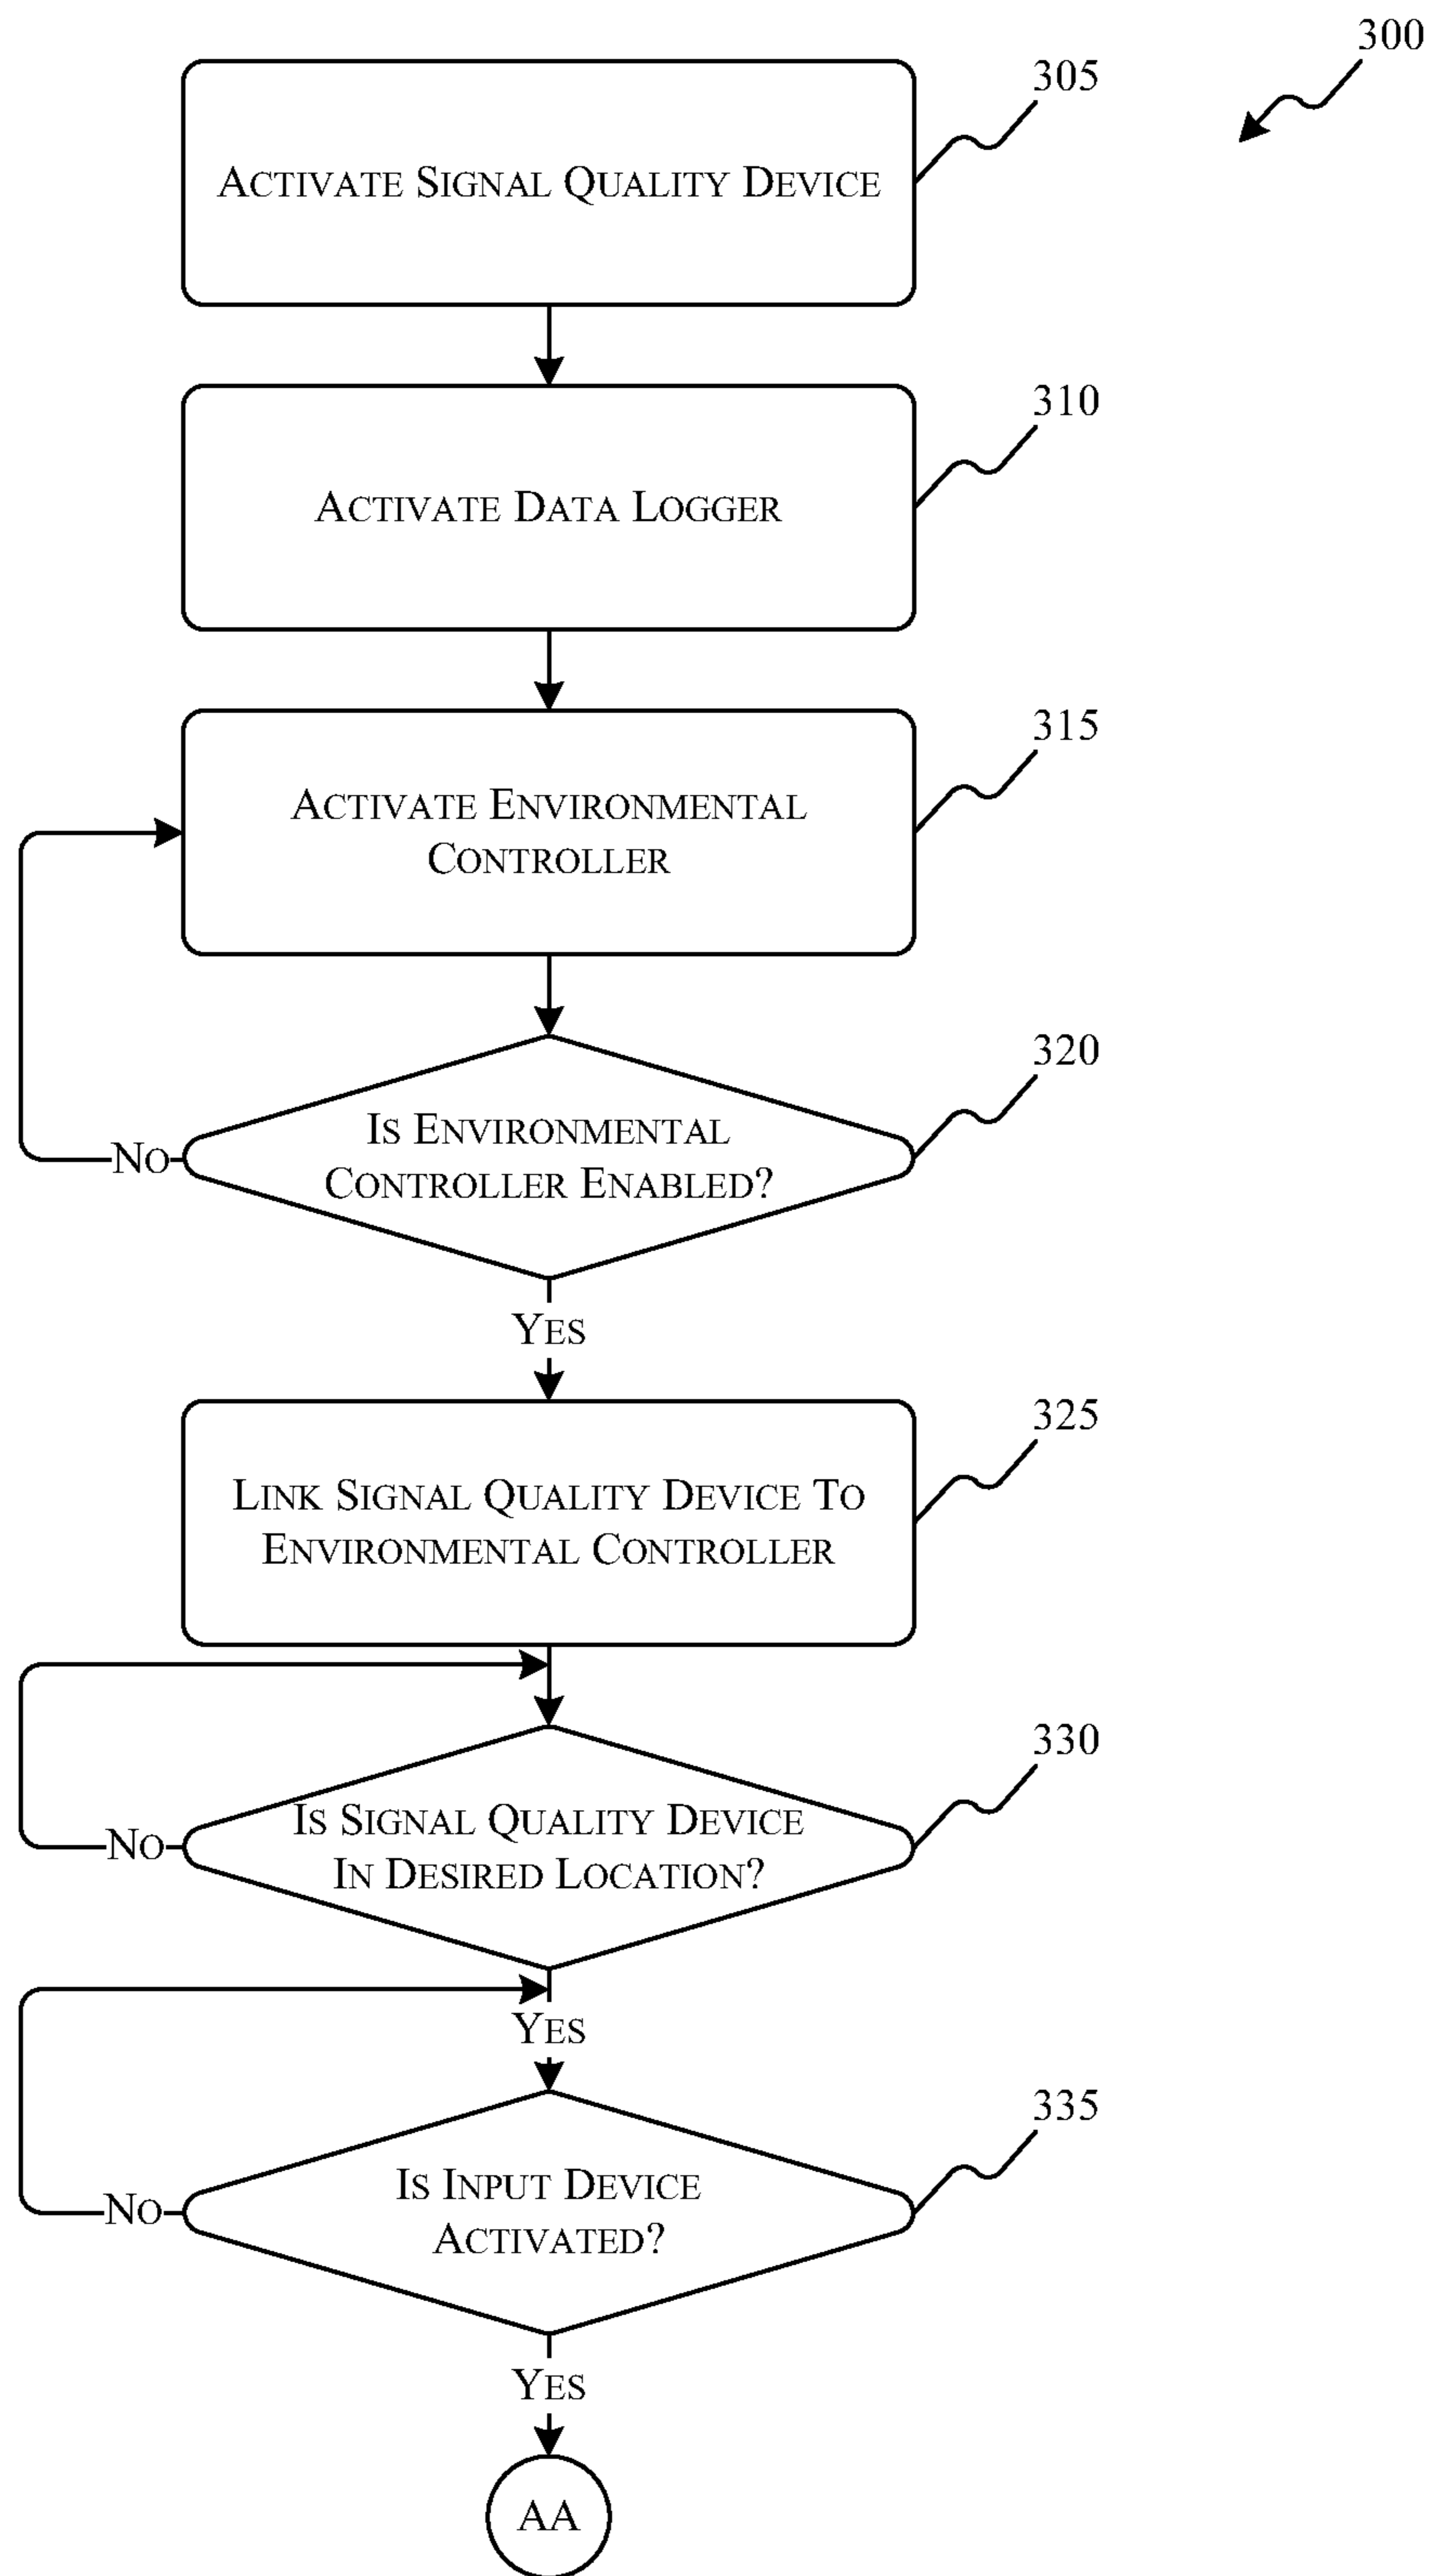 300
305
ACTIVATE SIGNAL QUALITY DEVICE
310
ACTIVATE DATA LOGGER
315
ACTIVATE ENVIRONMENTAL
CONTROLLER
320
IS ENVIRONMENTAL
CONTROLLER ENABLED?
NO
YES
325
LINK SIGNAL QUALITY DEVICE TO
ENVIRONMENTAL CONTROLLER
330
IS SIGNAL QUALITY DEVICE
IN DESIRED LOCATION?
NO
YES
335
IS INPUT DEVICE
ACTIVATED?
NO
YES
AA